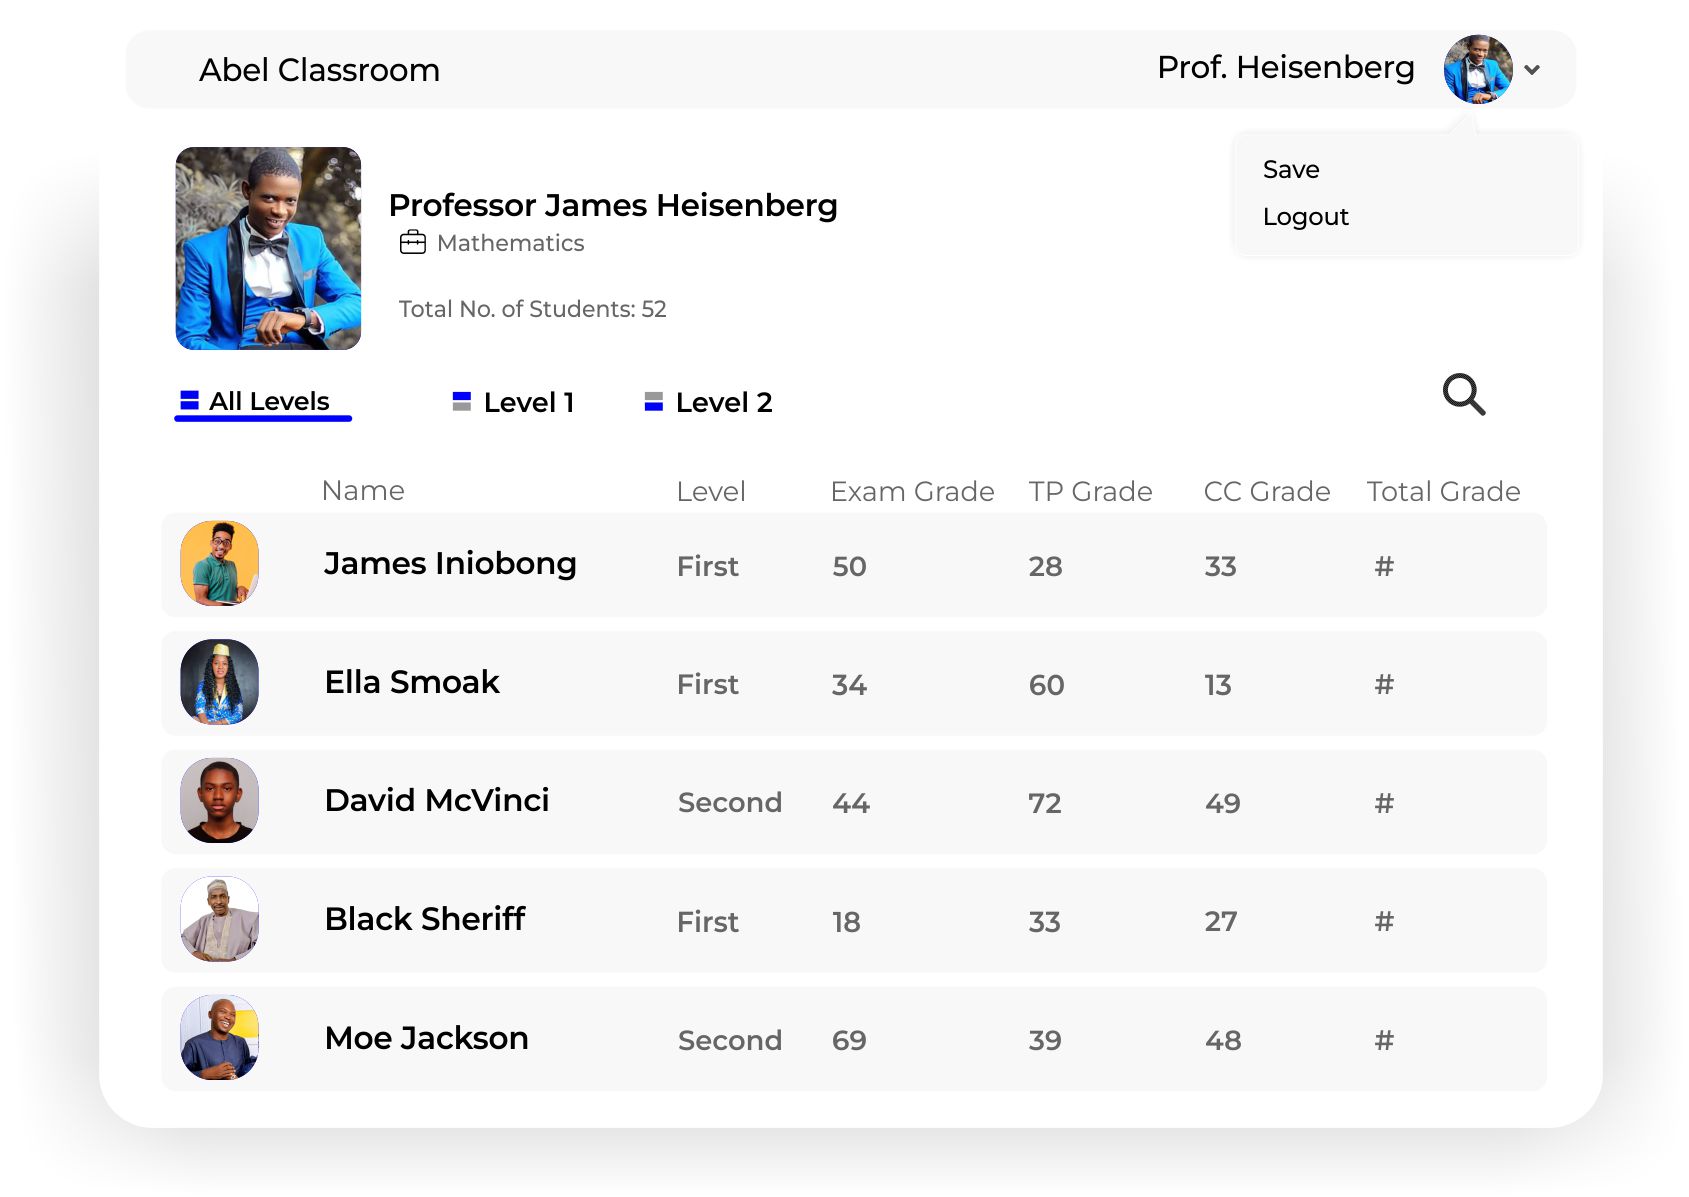 Abel Classroom
Prof. Heisenberg
Save
Logout
Professor James Heisenberg
Mathematics
Total No. of Students: 52
All Levels
Level 1
Level 2
Name Level Exam Grade TP Grade CC Grade Total Grade
James Iniobong First 50 28 33 #
Ella Smoak First 34 60 13 #
David McVinci Second 44 72 49 #
Black Sheriff First 18 33 27 #
Moe Jackson Second 69 39 48 #